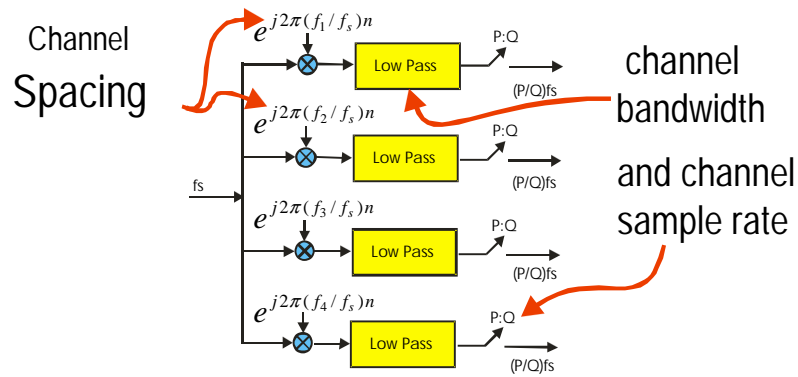 Channel
Spacing
e^{j2π(f_1/f_s)n}
P:Q
Low Pass
(P/Q)fs
channel
bandwidth
e^{j2π(f_2/f_s)n}
P:Q
Low Pass
(P/Q)fs
and channel
sample rate
fs
e^{j2π(f_3/f_s)n}
P:Q
Low Pass
(P/Q)fs
e^{j2π(f_4/f_s)n}
P:Q
Low Pass
(P/Q)fs